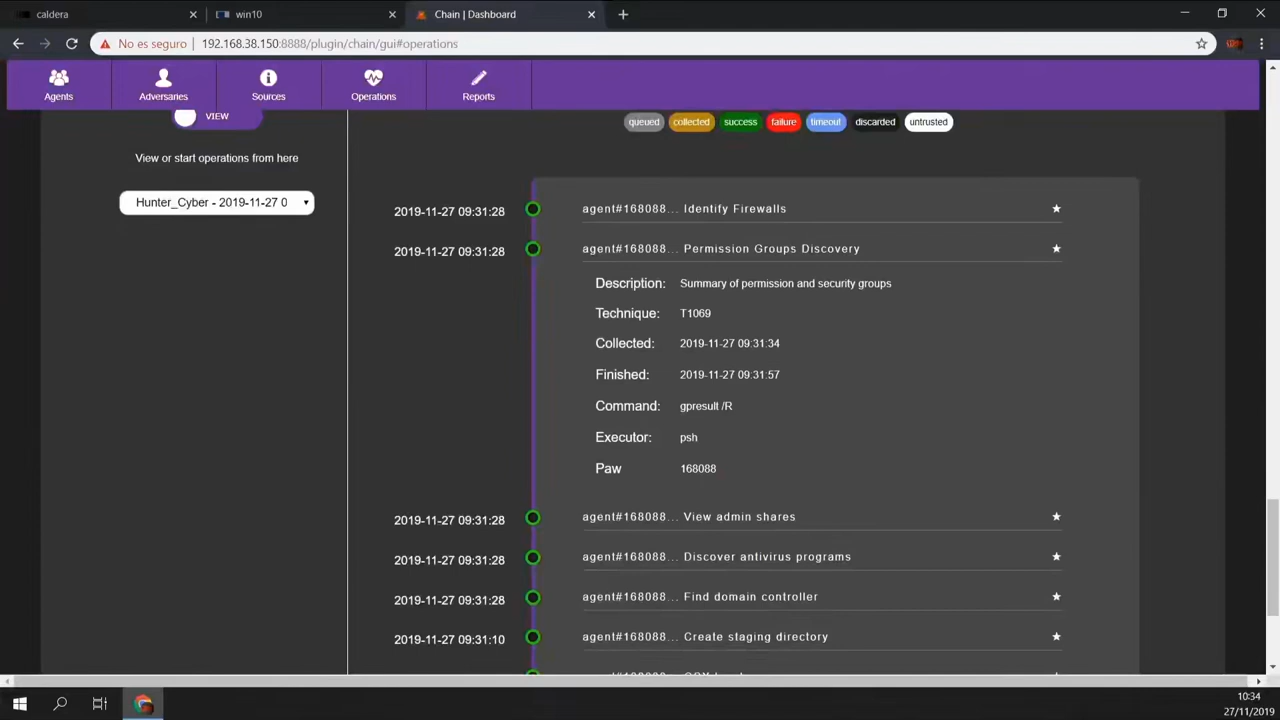 caldera
win10
Chain | Dashboard
No es seguro
192.168.38.150:8888/plugin/chain/gui#operations
Agents
Adversaries
Sources
Operations
Reports
VIEW
queued
collected
success
failure
timeout
discarded
untrusted
View or start operations from here
Hunter_Cyber - 2019-11-27 0
2019-11-27 09:31:28
agent#168088... Identify Firewalls
2019-11-27 09:31:28
agent#168088... Permission Groups Discovery
Description: Summary of permission and security groups
Technique: T1069
Collected: 2019-11-27 09:31:34
Finished: 2019-11-27 09:31:57
Command: gpresult /R
Executor: psh
Paw 168088
2019-11-27 09:31:28
agent#168088... View admin shares
2019-11-27 09:31:28
agent#168088... Discover antivirus programs
2019-11-27 09:31:28
agent#168088... Find domain controller
2019-11-27 09:31:10
agent#168088... Create staging directory
10:34
27/11/2019